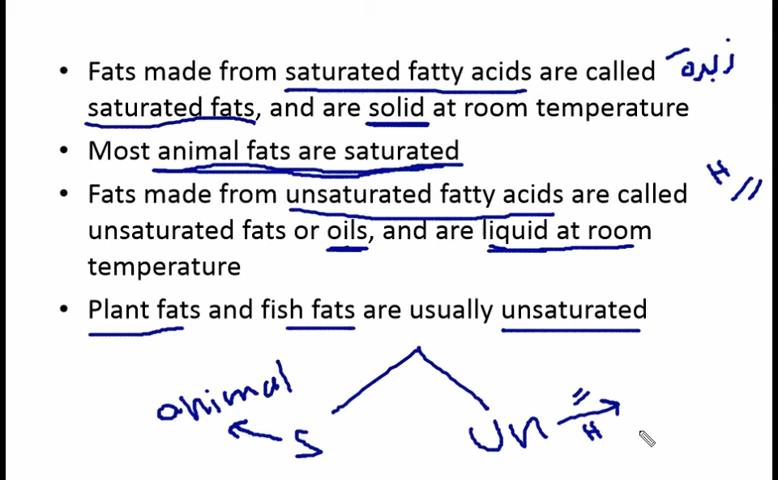 • Fats made from saturated fatty acids are called زبدة
saturated fats, and are solid at room temperature
• Most animal fats are saturated
• Fats made from unsaturated fatty acids are called H
unsaturated fats or oils, and are liquid at room
temperature
• Plant fats and fish fats are usually unsaturated
animal
S Un H